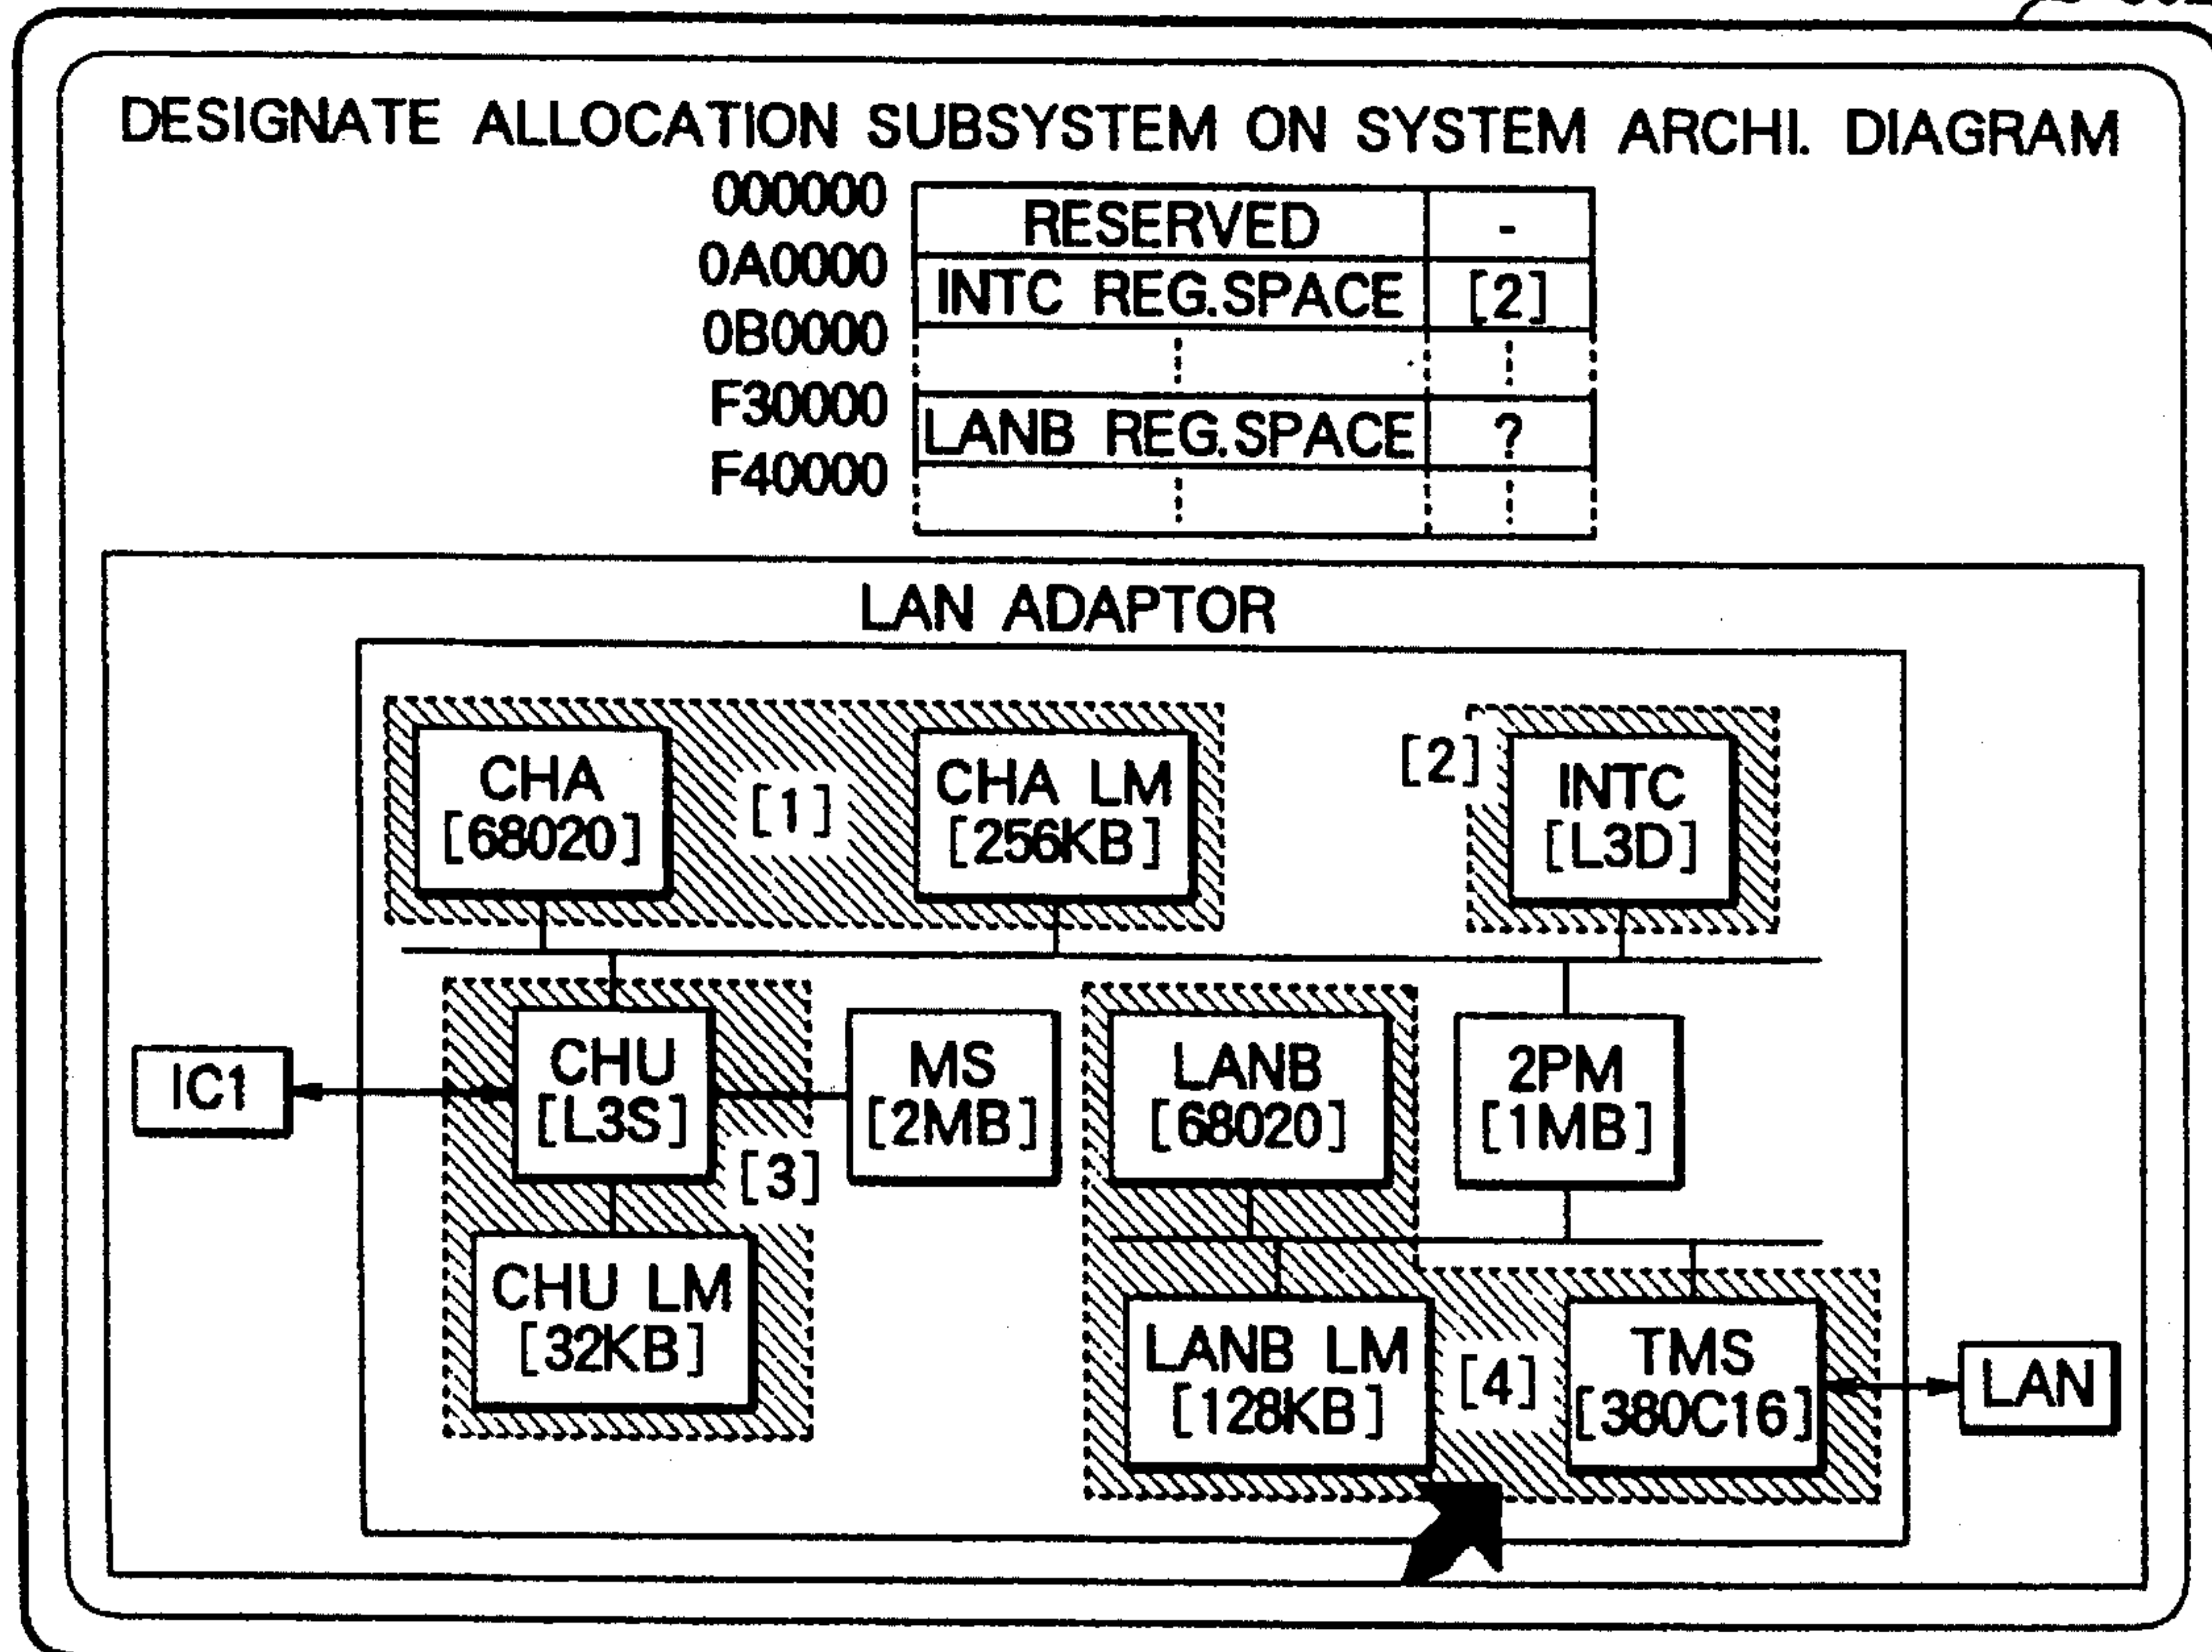 DESIGNATE ALLOCATION SUBSYSTEM ON SYSTEM ARCHI. DIAGRAM
000000
RESERVED -
0A0000
INTC REG.SPACE [2]
0B0000
F30000
LANB REG.SPACE ?
F40000
LAN ADAPTOR
CHA
[68020]
[1]
CHA LM
[256KB]
[2]
INTC
[L3D]
IC1
CHU
[L3S]
[3]
MS
[2MB]
LANB
[68020]
2PM
[1MB]
CHU LM
[32KB]
LANB LM
[128KB]
[4]
TMS
[380C16]
LAN